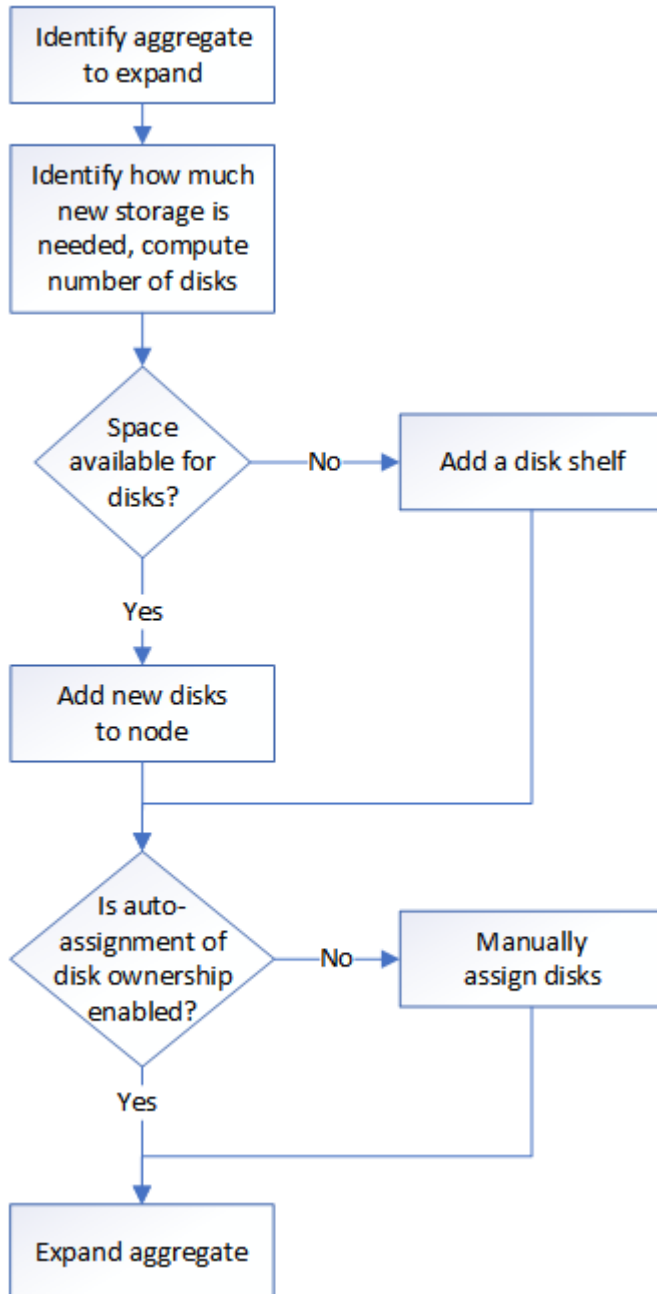 Identify aggregate
to expand
Identify how much
new storage is
needed, compute
number of disks
Space
available for
disks?
No
Add a disk shelf
Yes
Add new disks
to node
Is auto-
assignment of
disk ownership
enabled?
No
Manually
assign disks
Yes
Expand aggregate